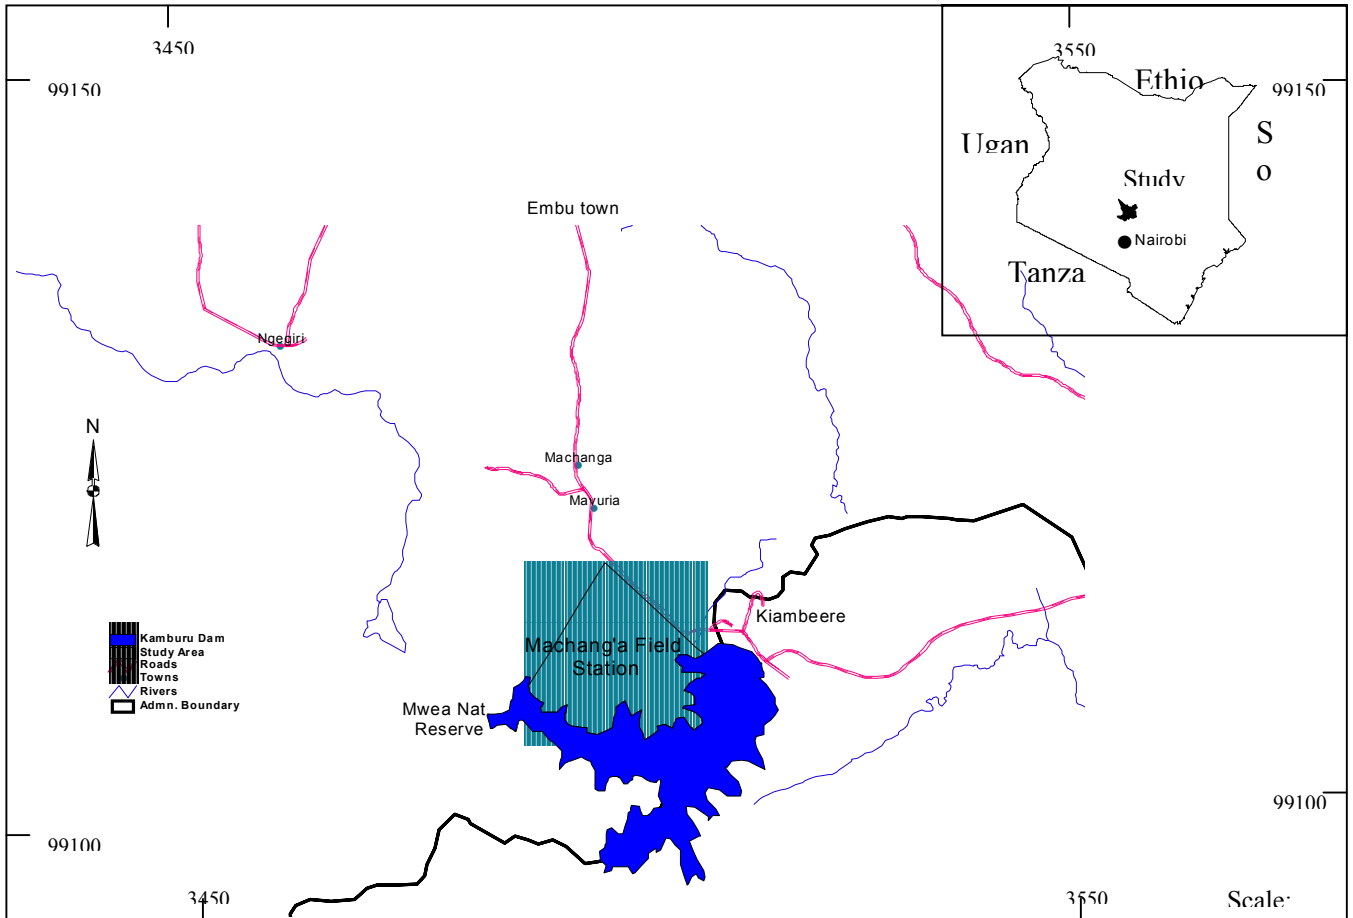 3450
3550
99150
99150
Ethio
Ugan
S
o
Study
Nairobi
Tanza
Embu town
Ngegiri
N
Machanga
Mavuria
Kiambeere
Machang'a Field
Station
Mwea Nat
Reserve
Kamburu Dam
Study Area
Roads
Towns
Rivers
Admn. Boundary
99100
99100
3450
3550
Scale: